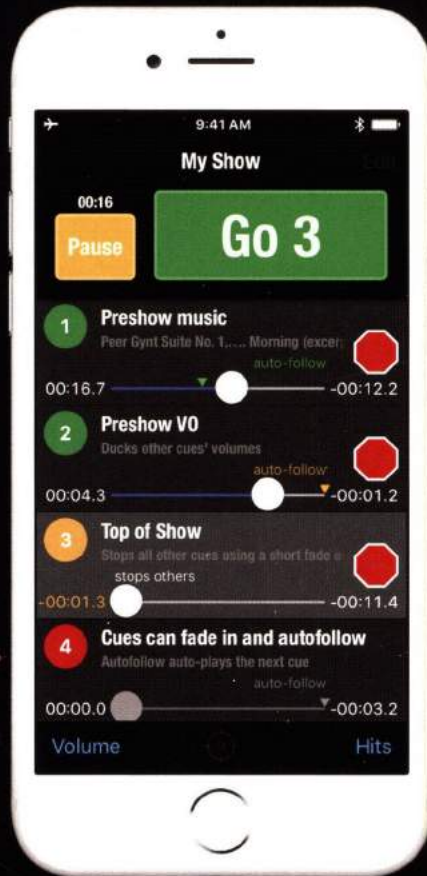 9:41 AM
My Show
00:16
Pause
Go 3
1
Preshow music
Peer Gynt Suite No. 1,.... Morning (excer
auto-follow
00:16.7
-00:12.2
2
Preshow VO
Ducks other cues' volumes
auto-follow
00:04.3
-00:01.2
3
Top of Show
Stops all other cues using a short fade o
stops others
-00:01.3
-00:11.4
4
Cues can fade in and autofollow
Autofollow auto-plays the next cue
auto-follow
00:00.0
-00:03.2
Volume
Hits